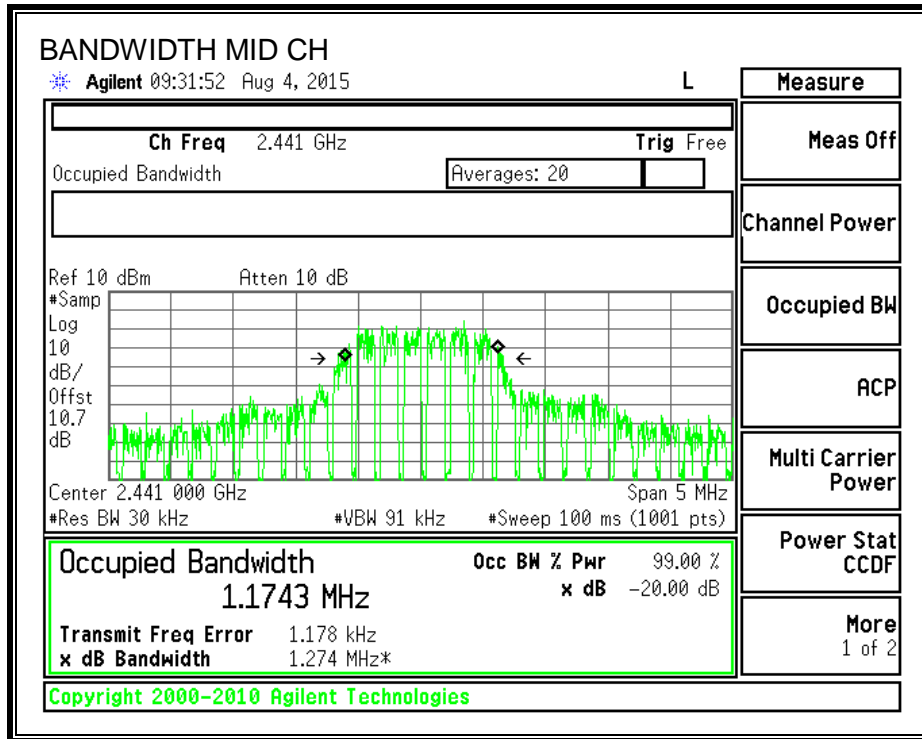 BANDWIDTH MID CH
Agilent 09:31:52 Aug 4, 2015 L
Measure
Ch Freq 2.441 GHz Trig Free
Meas Off
Occupied Bandwidth Averages: 20
Channel Power
Ref 10 dBm Atten 10 dB
#Samp
Log
10
dB/
Offst
10.7
dB
Occupied BW
ACP
Multi Carrier
Power
Center 2.441 000 GHz Span 5 MHz
#Res BW 30 kHz #VBW 91 kHz #Sweep 100 ms (1001 pts)
Power Stat
CCDF
Occupied Bandwidth Occ BW % Pwr 99.00 %
1.1743 MHz x dB -20.00 dB
Transmit Freq Error 1.178 kHz
x dB Bandwidth 1.274 MHz*
More
1 of 2
Copyright 2000-2010 Agilent Technologies